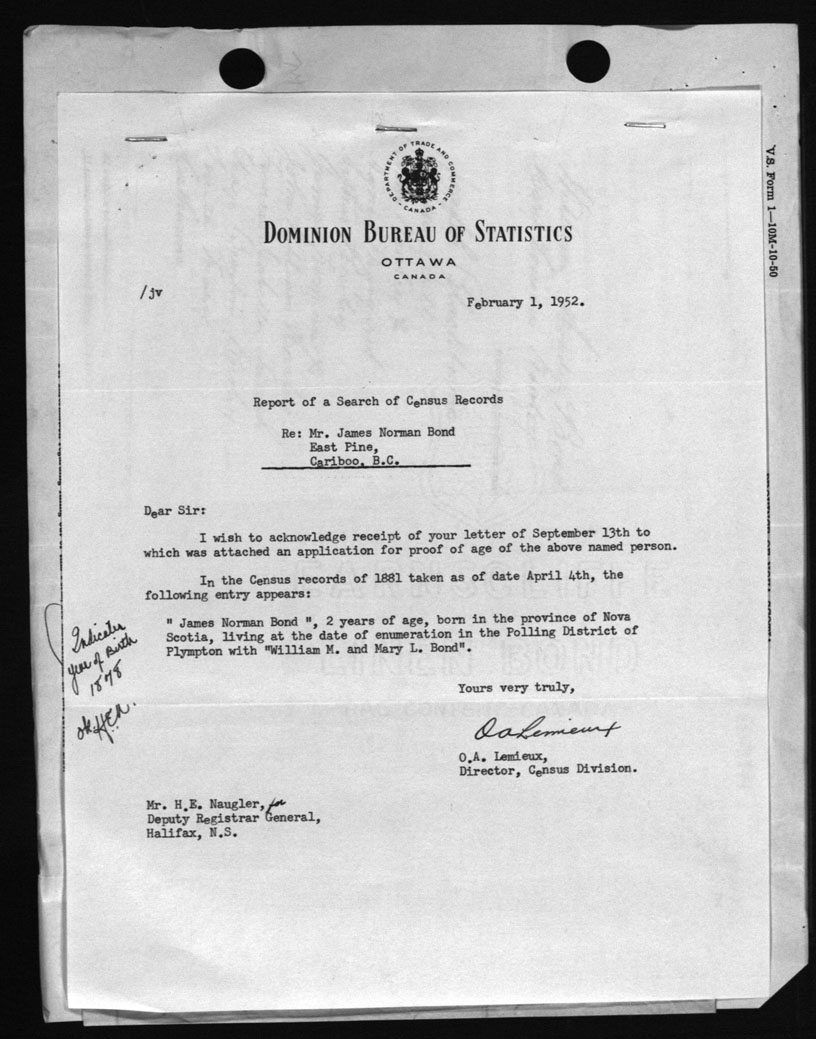 DEPARTMENT OF TRADE AND COMMERCE
- CANADA -
DOMINION BUREAU OF STATISTICS
OTTAWA
CANADA
V.S. Form 1—10M-10-50
/jv
February 1, 1952.
Report of a Search of Census Records
Re: Mr. James Norman Bond
East Pine,
Cariboo, B.C.
Dear Sir:
I wish to acknowledge receipt of your letter of September 13th to
which was attached an application for proof of age of the above named person.
In the Census records of 1881 taken as of date April 4th, the
following entry appears:
" James Norman Bond ", 2 years of age, born in the province of Nova
Scotia, living at the date of enumeration in the Polling District of
Plympton with "William M. and Mary L. Bond".
Indicates
year of Birth
1878
ok. HEN.
Yours very truly,
OALemieux
O.A. Lemieux,
Director, Census Division.
Mr. H.E. Naugler, for
Deputy Registrar General,
Halifax, N.S.